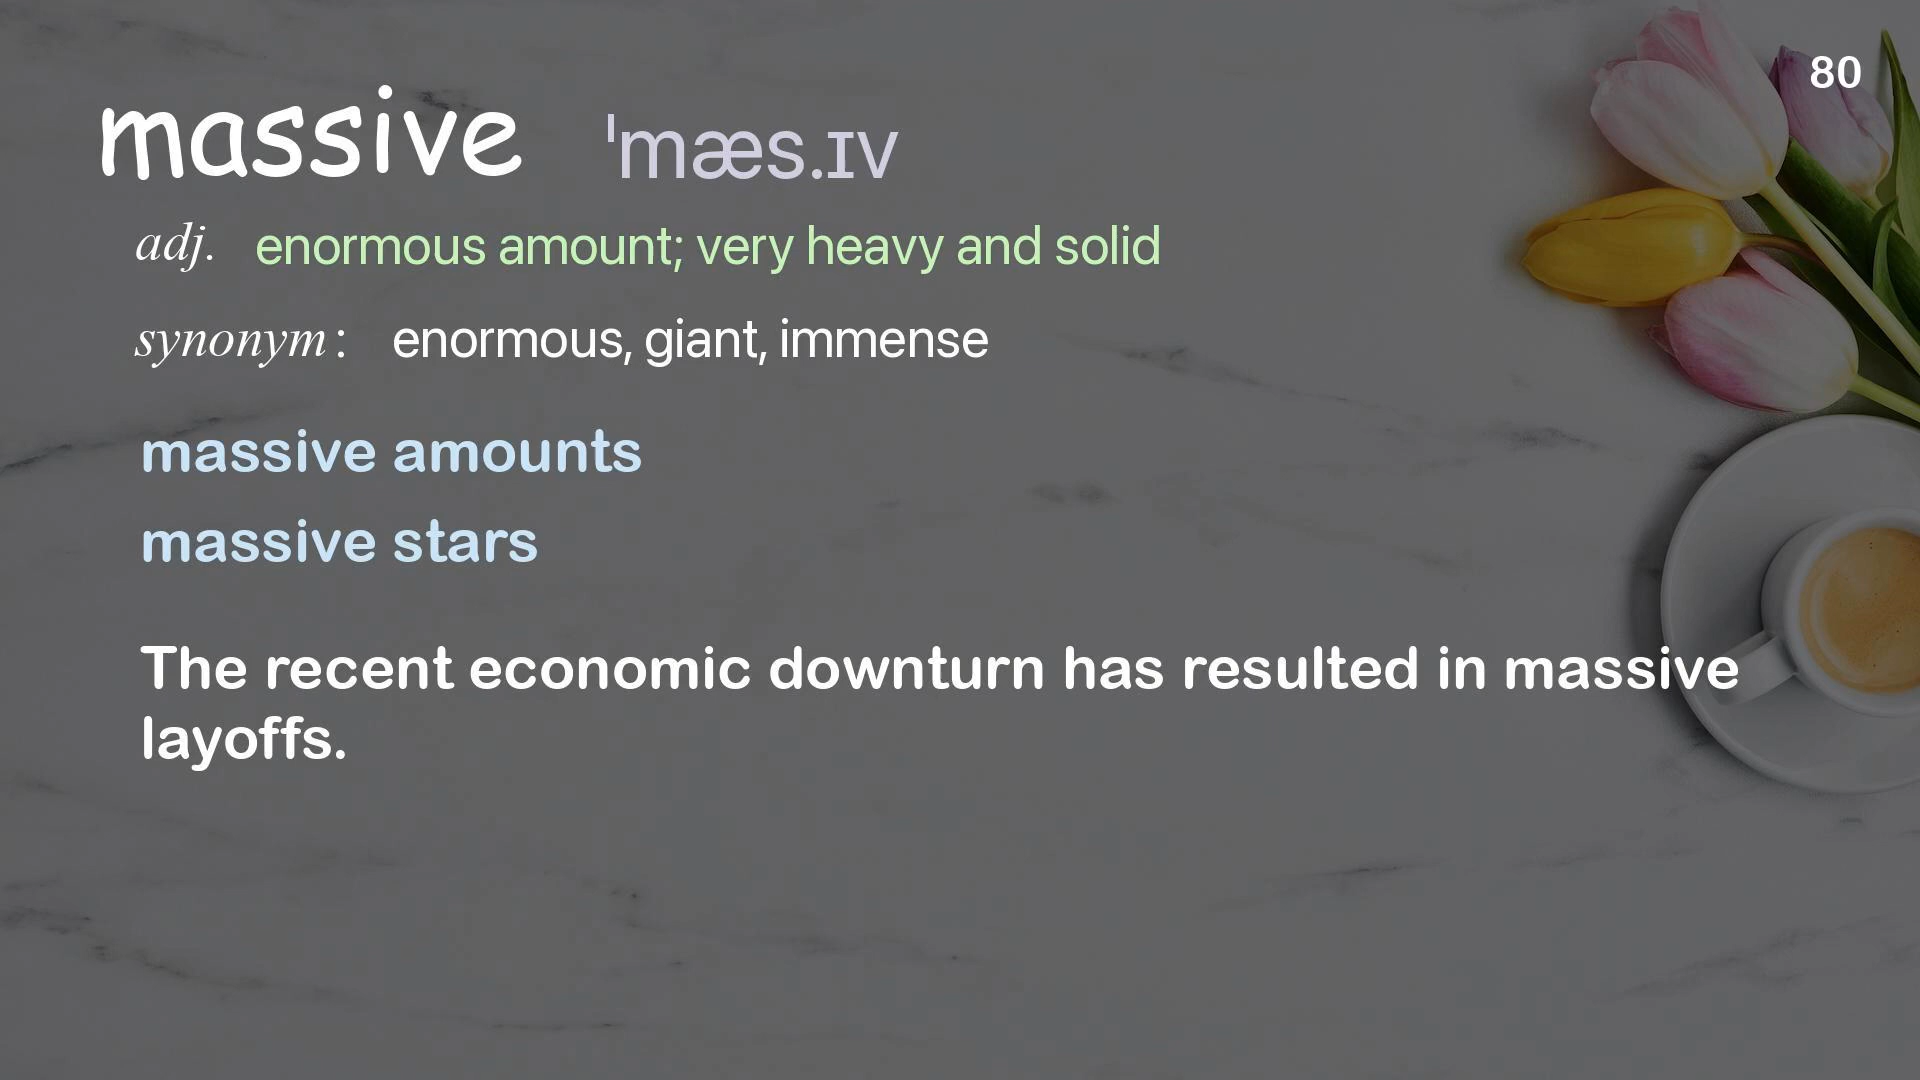 80
massive ˈmæs.ɪv
adj. enormous amount; very heavy and solid
synonym: enormous, giant, immense
massive amounts
massive stars
The recent economic downturn has resulted in massive
layoffs.